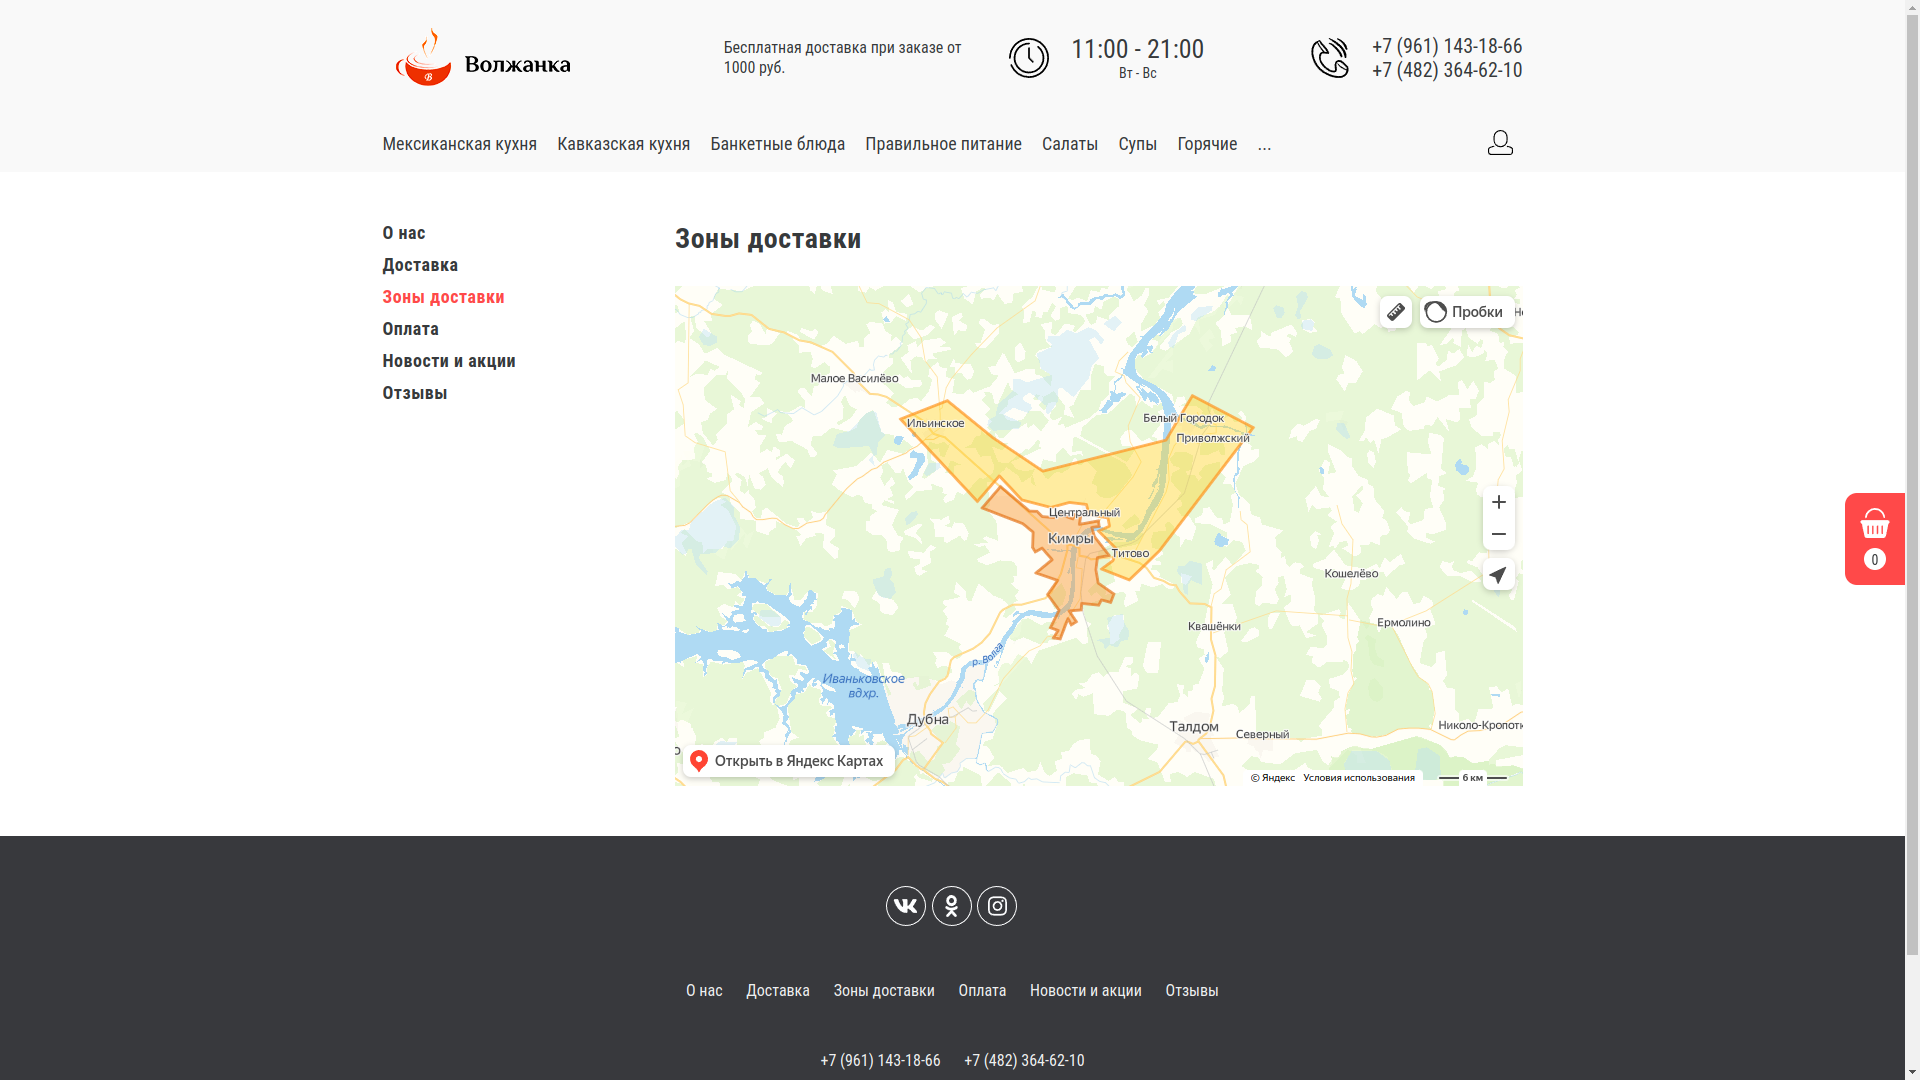 Волжанка
Бесплатная доставка при заказе от
1000 руб.
11:00 - 21:00
Вт - Вс
+7 (961) 143-18-66
+7 (482) 364-62-10
Мексиканская кухня
Кавказская кухня
Банкетные блюда
Правильное питание
Салаты
Супы
Горячие
...
О нас
Доставка
Зоны доставки
Оплата
Новости и акции
Отзывы
Зоны доставки
Пробки
Малое Василёво
Ильинское
Белый Городок
Приволжский
Центральный
Кимры
Титово
Кошелёво
Квашёнки
Ермолино
р. Волга
Иваньковское
вдхр.
Дубна
Талдом
Северный
Николо-Кропотк
Открыть в Яндекс Картах
© Яндекс Условия использования
6 км
0
О нас
Доставка
Зоны доставки
Оплата
Новости и акции
Отзывы
+7 (961) 143-18-66
+7 (482) 364-62-10